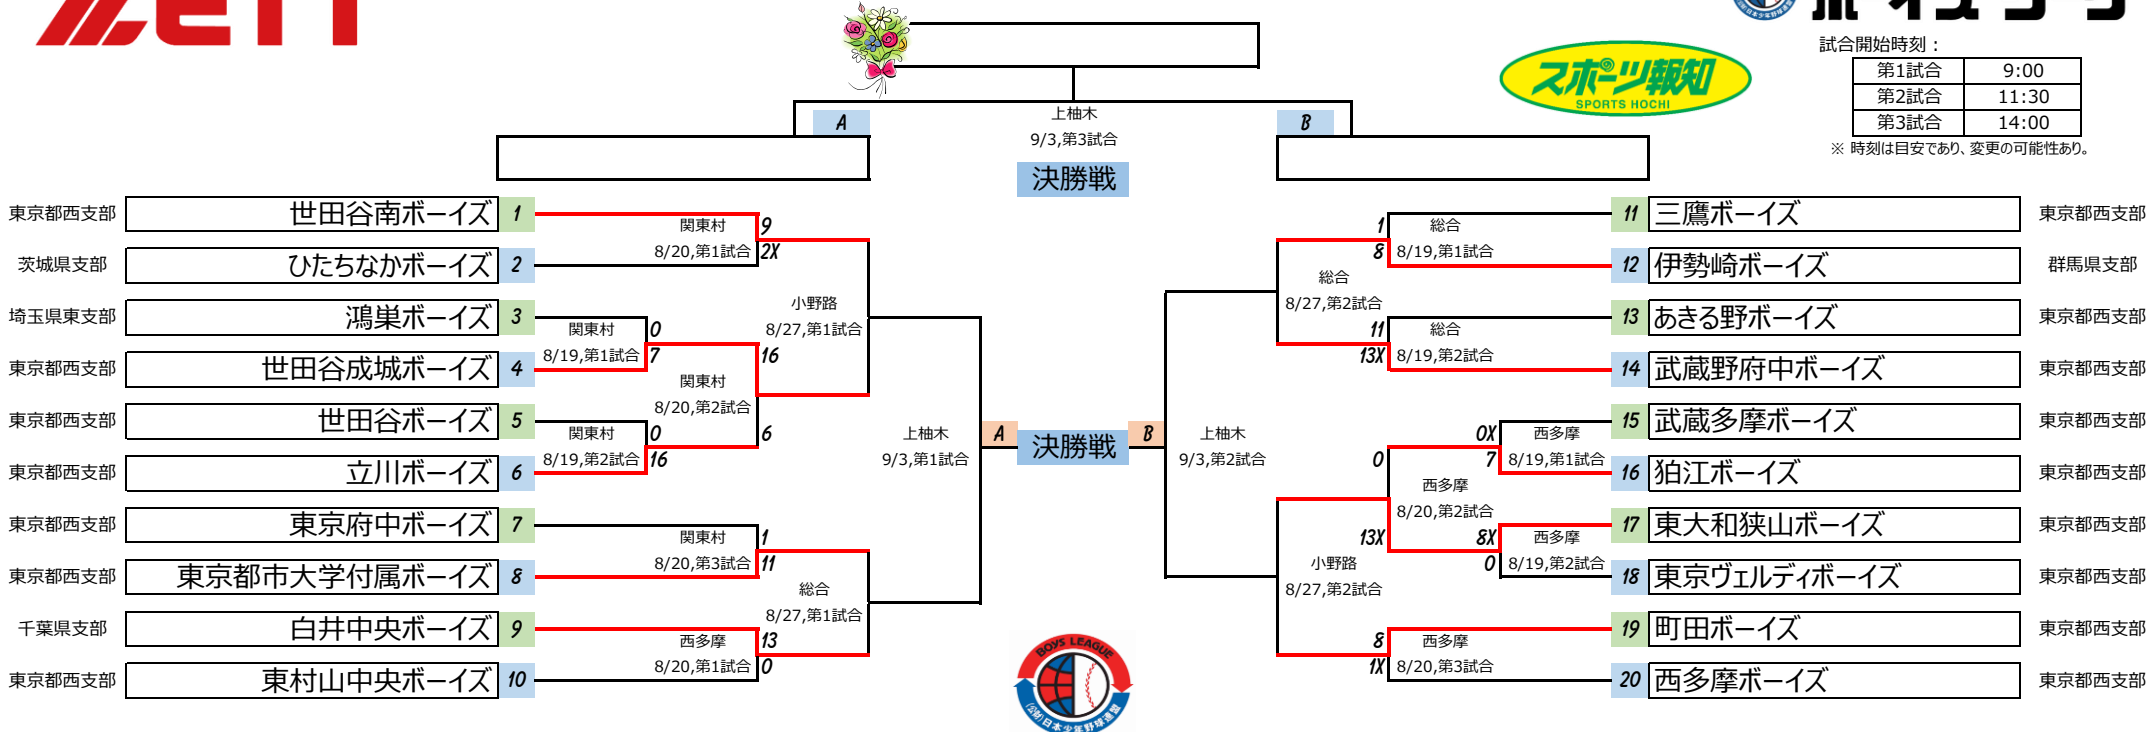 ZETT
ボーイズリーグ
試合開始時刻：
第1試合 9:00
第2試合 11:30
第3試合 14:00
※ 時刻は目安であり、変更の可能性あり。
スポーツ報知
SPORTS HOCHI
A
上柚木
9/3,第3試合
決勝戦
B
東京都西支部 世田谷南ボーイズ 1
関東村 9
8/20,第1試合 2X
茨城県支部 ひたちなかボーイズ 2
埼玉県東支部 鴻巣ボーイズ 3
関東村 0
8/19,第1試合 7
東京都西支部 世田谷成城ボーイズ 4
小野路
8/27,第1試合
16
関東村
8/20,第2試合
6
東京都西支部 世田谷ボーイズ 5
関東村 0
8/19,第2試合 16
東京都西支部 立川ボーイズ 6
東京都西支部 東京府中ボーイズ 7
関東村 1
8/20,第3試合 11
東京都西支部 東京都市大学付属ボーイズ 8
総合
8/27,第1試合
千葉県支部 白井中央ボーイズ 9
西多摩 13
8/20,第1試合 0
東京都西支部 東村山中央ボーイズ 10
上柚木
9/3,第1試合
A 決勝戦 B
上柚木
9/3,第2試合
11 三鷹ボーイズ 東京都西支部
1 総合
8 8/19,第1試合
12 伊勢崎ボーイズ 群馬県支部
総合
8/27,第2試合
13 あきる野ボーイズ 東京都西支部
11 総合
13X 8/19,第2試合
14 武蔵野府中ボーイズ 東京都西支部
15 武蔵多摩ボーイズ 東京都西支部
0X 西多摩
7 8/19,第1試合
16 狛江ボーイズ 東京都西支部
0
西多摩
8/20,第2試合
13X
17 東大和狭山ボーイズ 東京都西支部
8X 西多摩
0 8/19,第2試合
18 東京ヴェルディボーイズ 東京都西支部
小野路
8/27,第2試合
19 町田ボーイズ 東京都西支部
8 西多摩
1X 8/20,第3試合
20 西多摩ボーイズ 東京都西支部
BOYS LEAGUE
(公財)日本少年野球連盟